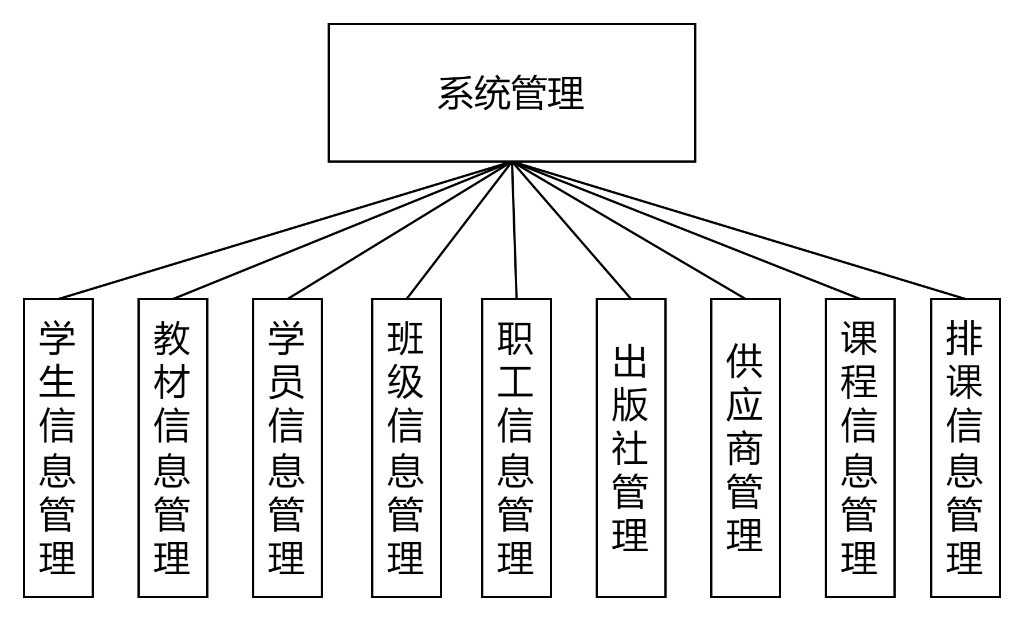 系统管理
学生信息管理
教材信息管理
学员信息管理
班级信息管理
职工信息管理
出版社管理
供应商管理
课程信息管理
排课信息管理